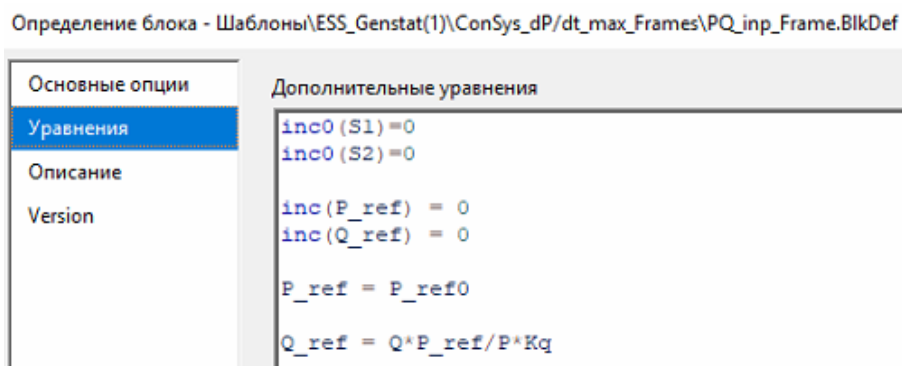 Определение блока - Шаблоны\ESS_Genstat(1)\ConSys_dP/dt_max_Frames\PQ_inp_Frame.BlkDef
Основные опции
Уравнения
Описание
Version
Дополнительные уравнения
inc0(S1)=0
inc0(S2)=0
inc(P_ref) = 0
inc(Q_ref) = 0
P_ref = P_ref0
Q_ref = Q*P_ref/P*Kq